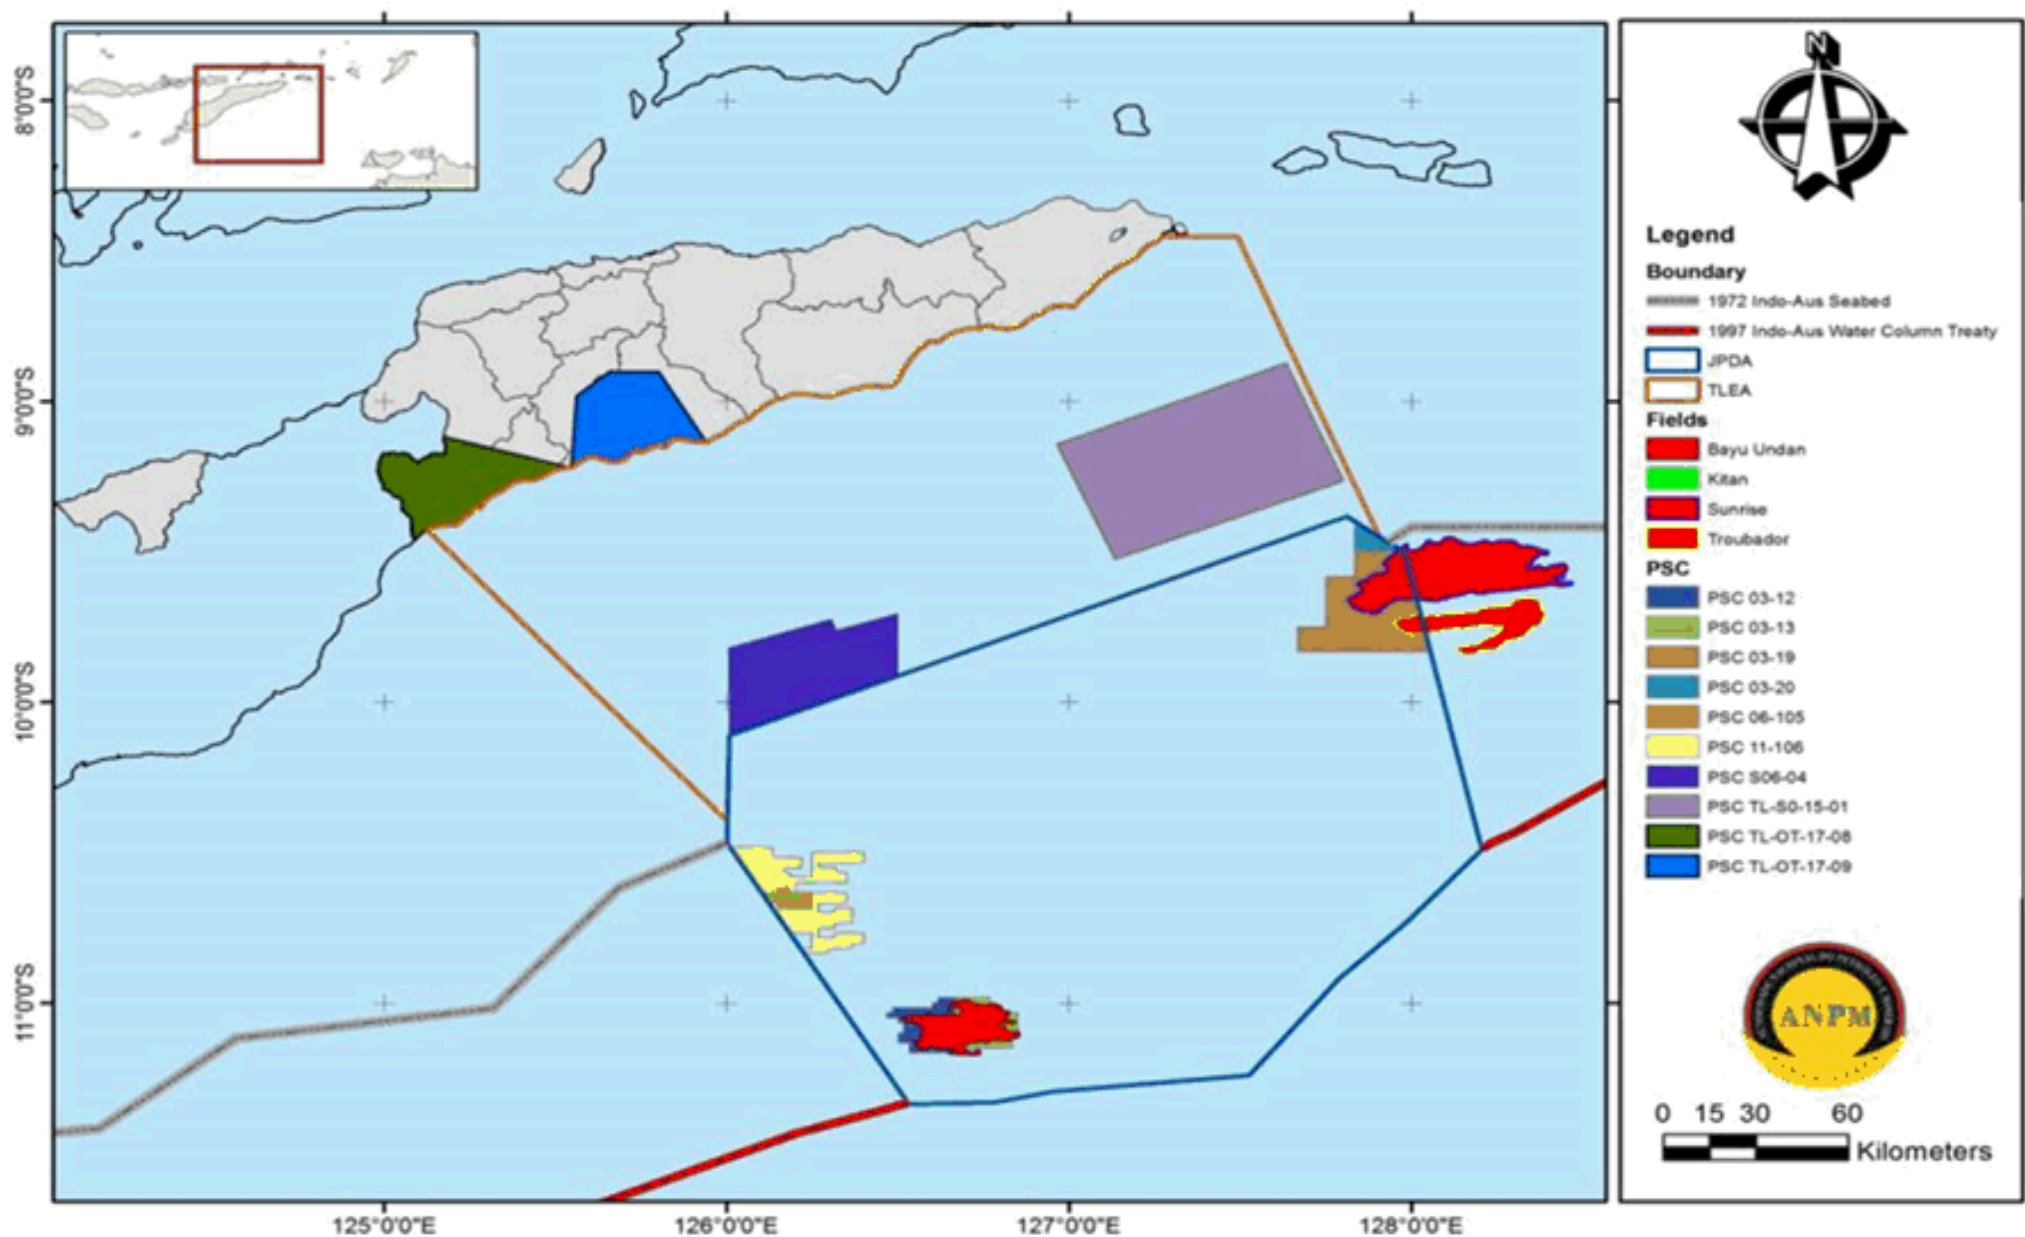 N
8°0'0"S
9°0'0"S
10°0'0"S
11°0'0"S
125°0'0"E
126°0'0"E
127°0'0"E
128°0'0"E
Legend
Boundary
1972 Indo-Aus Seabed
1997 Indo-Aus Water Column Treaty
JPDA
TLEA
Fields
Bayu Undan
Kitan
Sunrise
Troubador
PSC
PSC 03-12
PSC 03-13
PSC 03-19
PSC 03-20
PSC 06-105
PSC 11-106
PSC S06-04
PSC TL-S0-15-01
PSC TL-OT-17-08
PSC TL-OT-17-09
ANPM
0 15 30 60
Kilometers